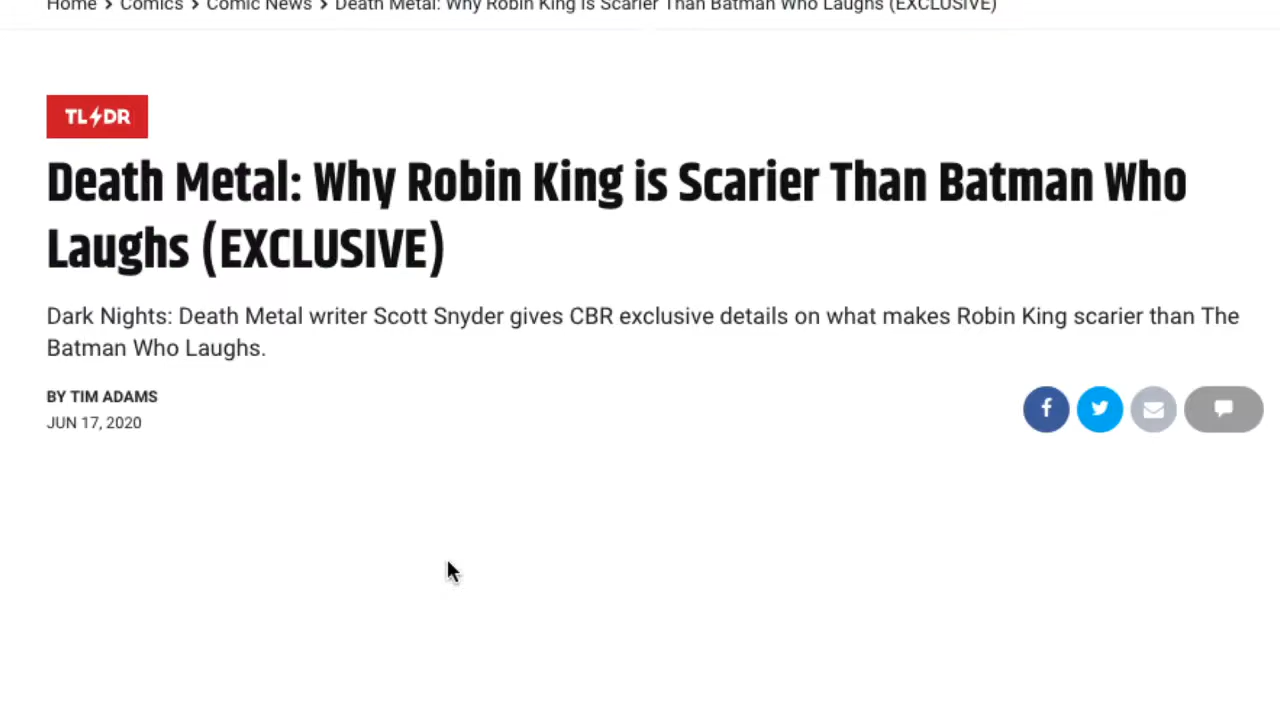 Home > Comics > Comic News > Death Metal: Why Robin King is Scarier Than Batman Who Laughs (EXCLUSIVE)
TL DR
Death Metal: Why Robin King is Scarier Than Batman Who
Laughs (EXCLUSIVE)
Dark Nights: Death Metal writer Scott Snyder gives CBR exclusive details on what makes Robin King scarier than The
Batman Who Laughs.
BY TIM ADAMS
JUN 17, 2020